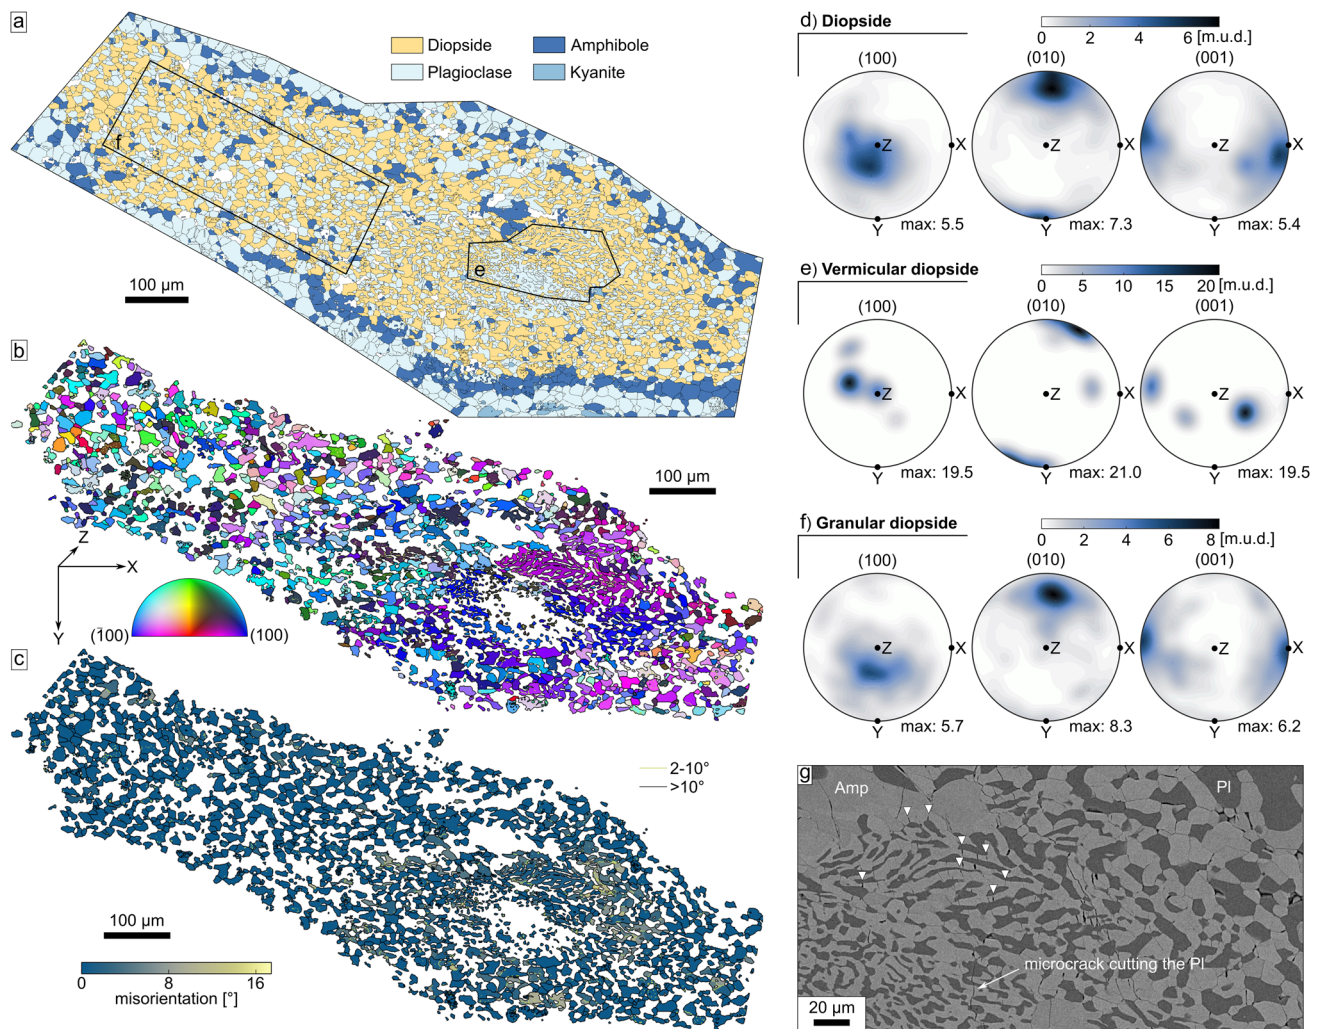 a
Diopside
Amphibole
Plagioclase
Kyanite
f
e
100 µm
b
100 µm
Z
X
Y
(1̄00)
(100)
c
2-10°
>10°
100 µm
0 8 16
misorientation [°]
d) Diopside
0 2 4 6 [m.u.d.]
(100) (010) (001)
Z X Z X Z X
Y max: 5.5 Y max: 7.3 Y max: 5.4
e) Vermicular diopside
0 5 10 15 20 [m.u.d.]
(100) (010) (001)
Z X Z X Z X
Y max: 19.5 Y max: 21.0 Y max: 19.5
f) Granular diopside
0 2 4 6 8 [m.u.d.]
(100) (010) (001)
Z X Z X Z X
Y max: 5.7 Y max: 8.3 Y max: 6.2
g
Amp
Pl
microcrack cutting the Pl
20 µm